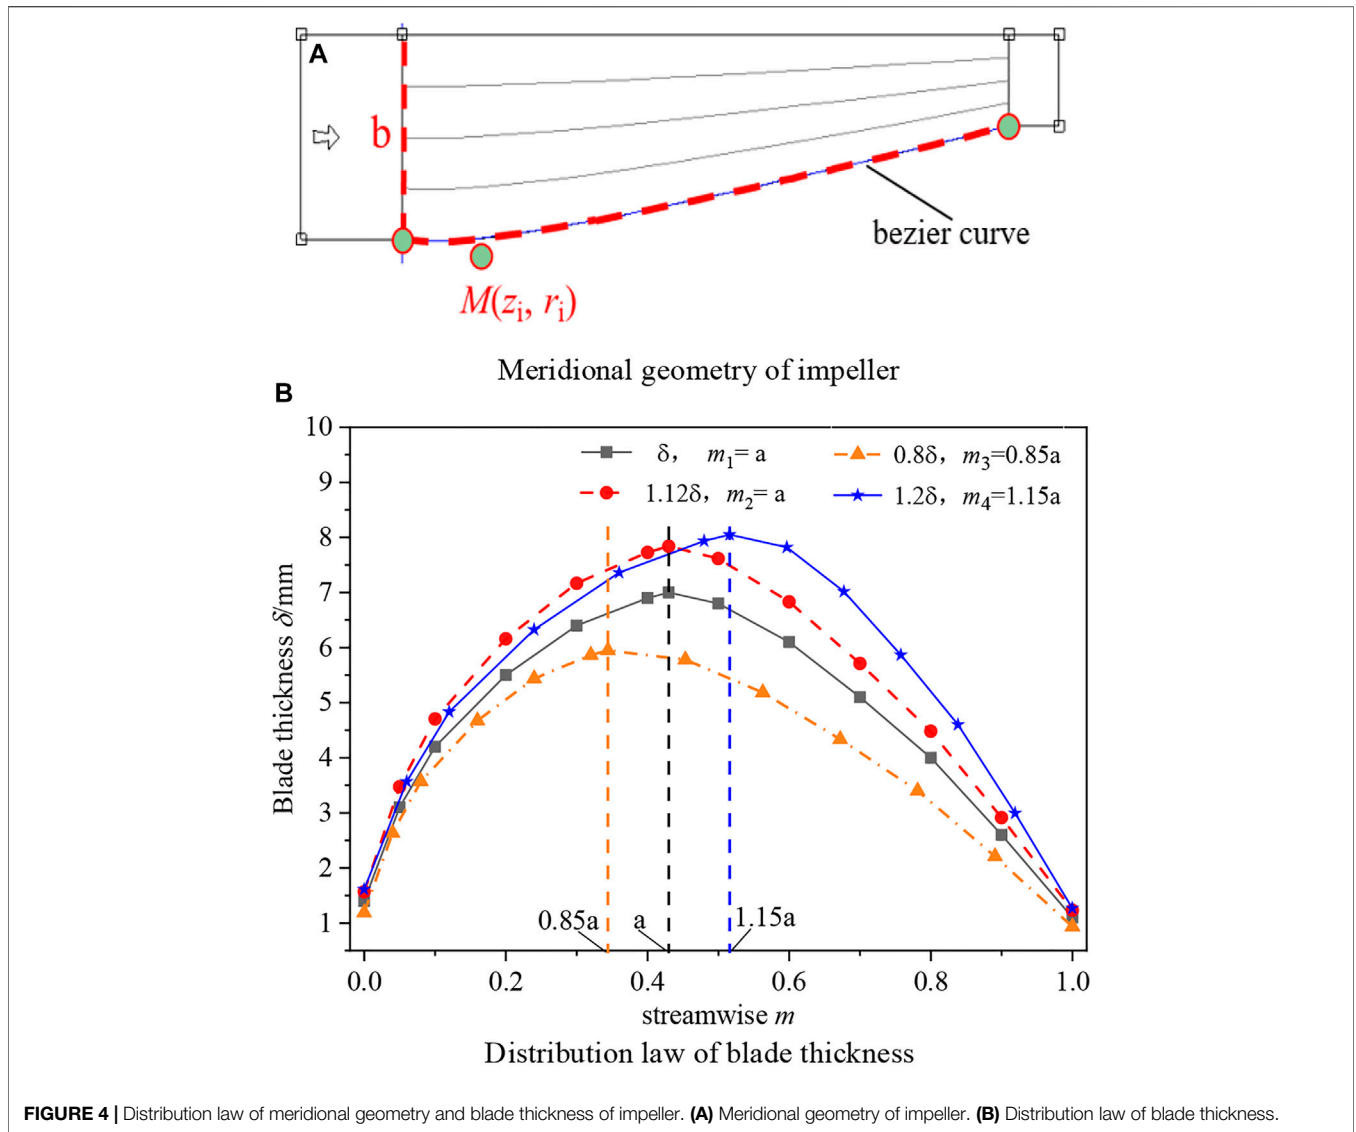 A
b
bezier curve
M(zi, ri)
Meridional geometry of impeller
B
10
9
8
7
6
5
4
3
2
1
Blade thickness δ/mm
δ, m1= a
0.8δ, m3=0.85a
1.12δ, m2= a
1.2δ, m4=1.15a
0.85a
a
1.15a
0.0 0.2 0.4 0.6 0.8 1.0
streamwise m
Distribution law of blade thickness
FIGURE 4 | Distribution law of meridional geometry and blade thickness of impeller. (A) Meridional geometry of impeller. (B) Distribution law of blade thickness.